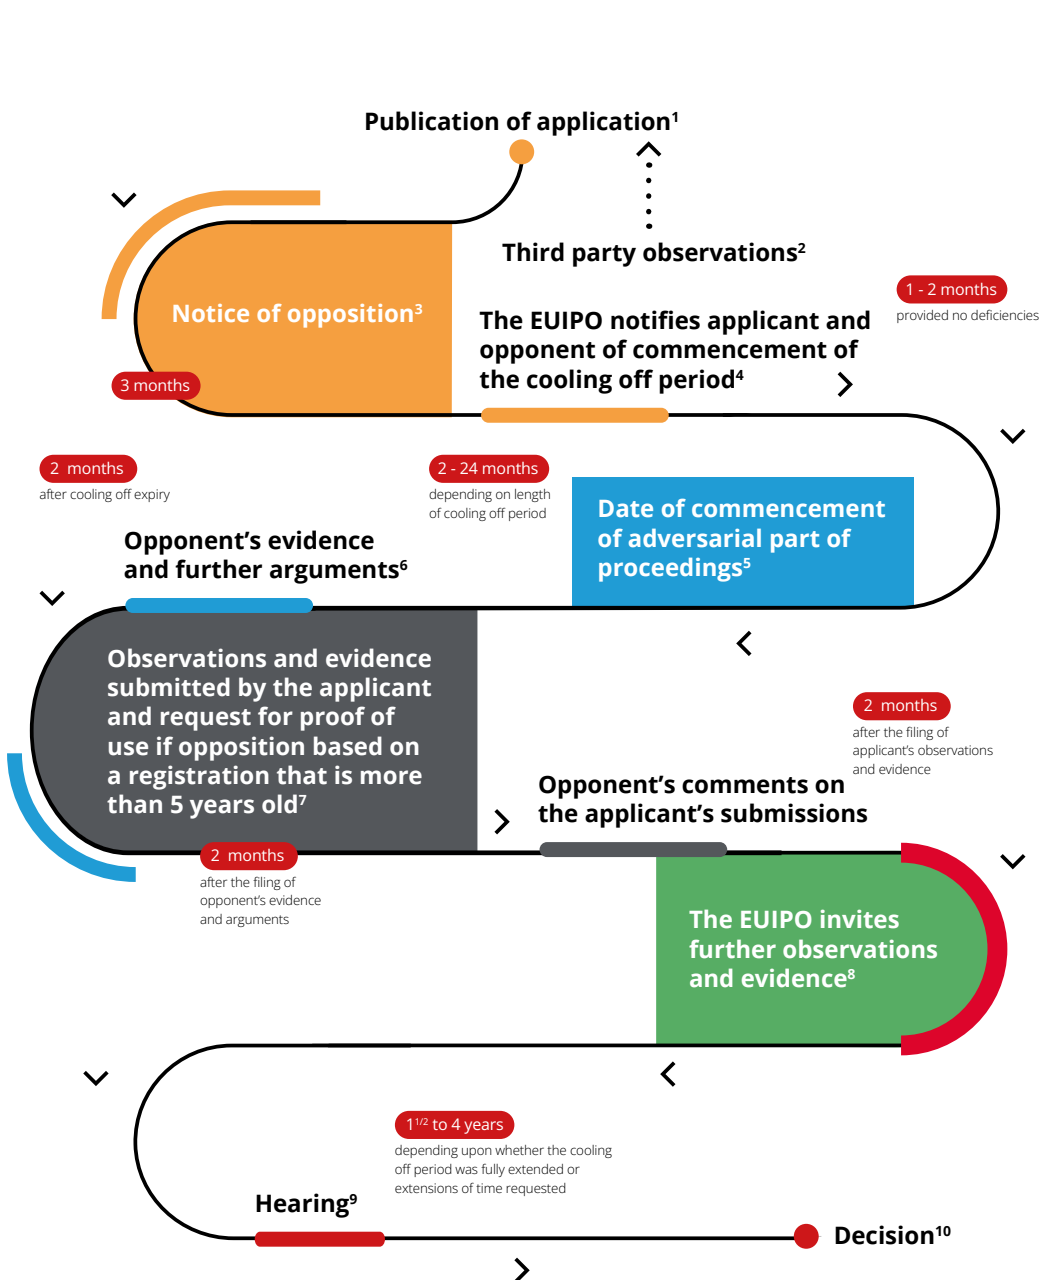 Publication of application¹
Third party observations²
1 - 2 months
provided no deficiencies
Notice of opposition³
The EUIPO notifies applicant and
opponent of commencement of
the cooling off period⁴
3 months
2 months
after cooling off expiry
2 - 24 months
depending on length
of cooling off period
Date of commencement
of adversarial part of
proceedings⁵
Opponent’s evidence
and further arguments⁶
Observations and evidence
submitted by the applicant
and request for proof of
use if opposition based on
a registration that is more
than 5 years old⁷
2 months
after the filing of
applicant’s observations
and evidence
Opponent’s comments on
the applicant’s submissions
2 months
after the filing of
opponent’s evidence
and arguments
The EUIPO invites
further observations
and evidence⁸
1¹/² to 4 years
depending upon whether the cooling
off period was fully extended or
extensions of time requested
Hearing⁹
Decision¹⁰